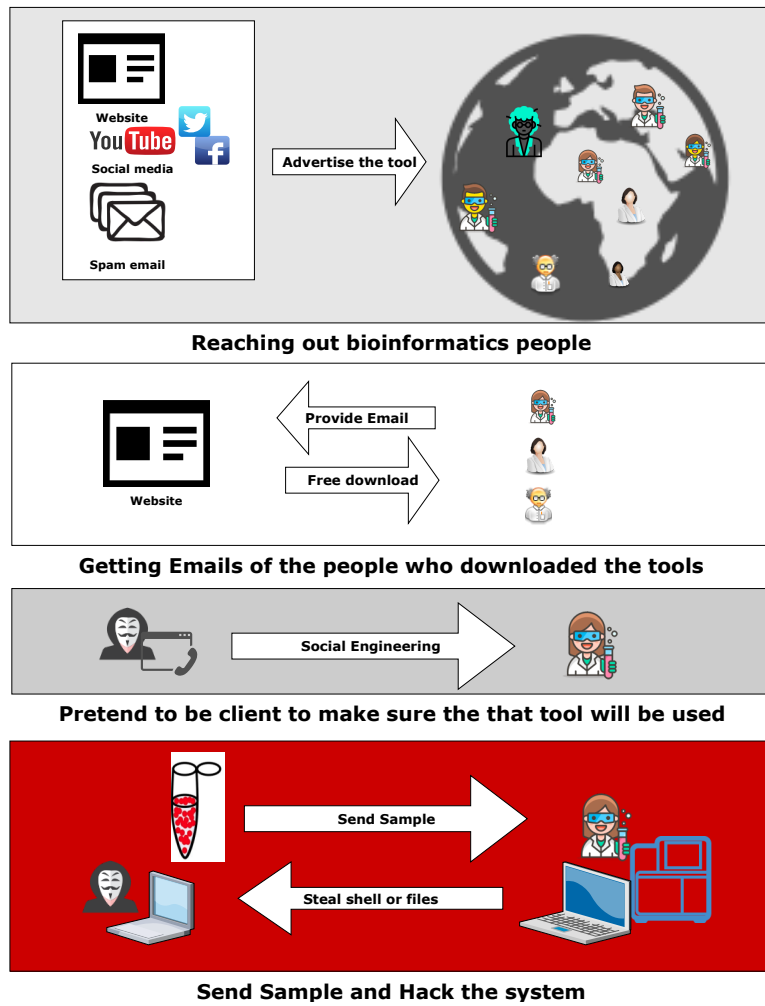 Website
YouTube
Social media
Spam email
Advertise the tool
Reaching out bioinformatics people
Provide Email
Free download
Website
Getting Emails of the people who downloaded the tools
Social Engineering
Pretend to be client to make sure the that tool will be used
Send Sample
Steal shell or files
Send Sample and Hack the system